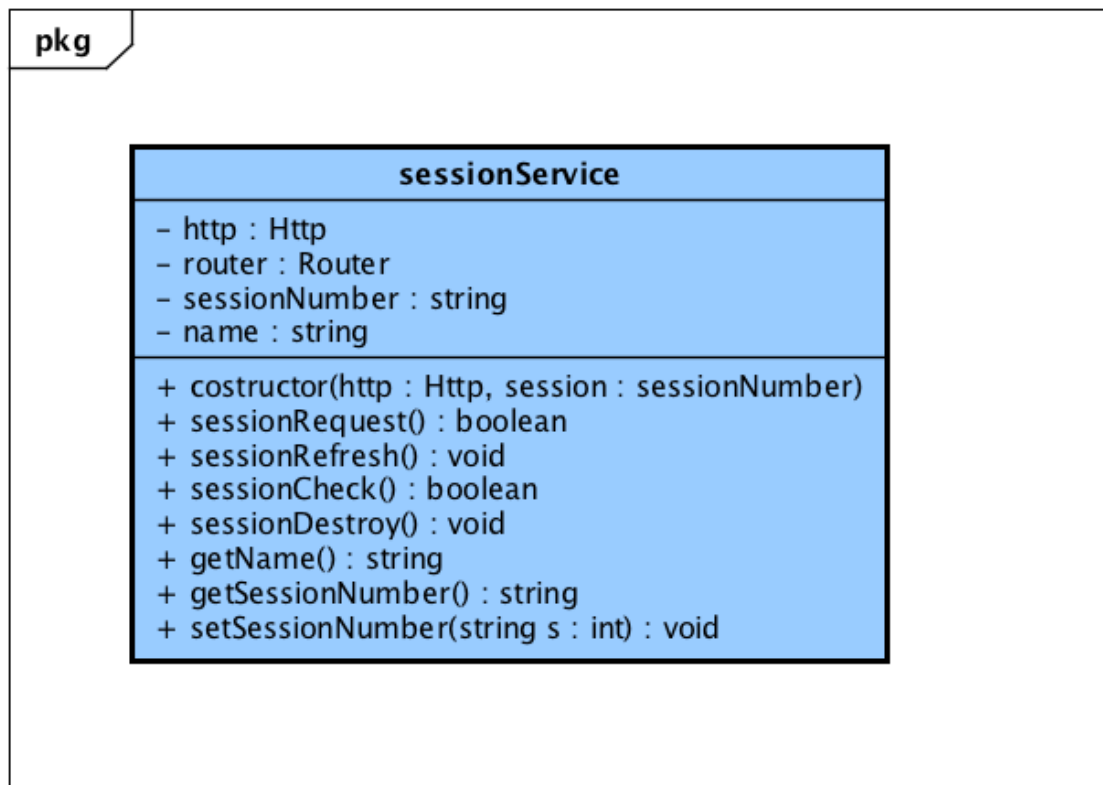 pkg
sessionService
– http : Http
– router : Router
– sessionNumber : string
– name : string
+ costructor(http : Http, session : sessionNumber)
+ sessionRequest() : boolean
+ sessionRefresh() : void
+ sessionCheck() : boolean
+ sessionDestroy() : void
+ getName() : string
+ getSessionNumber() : string
+ setSessionNumber(string s : int) : void